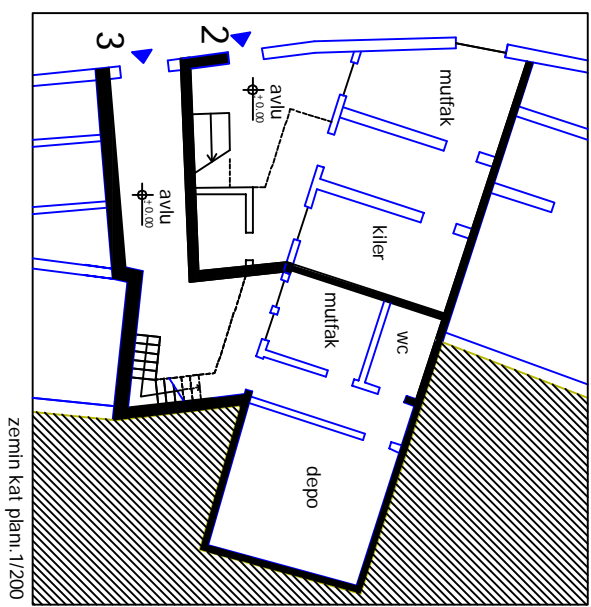 mutfak
kiler
mutfak
wc
depo
2
avlu
+0.00
3
avlu
+0.00
zemin kat planı.1/200